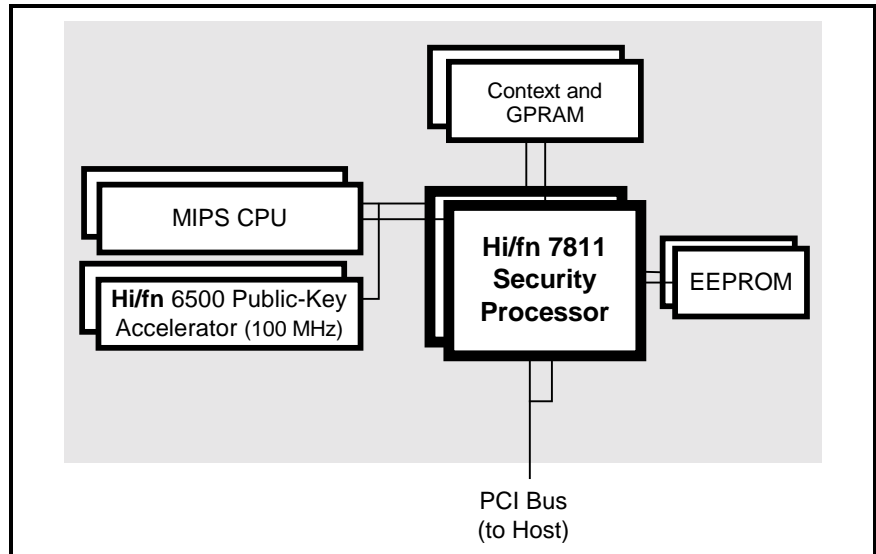 Context and
GPRAM
MIPS CPU
Hi/fn 7811
Security
Processor
EEPROM
Hi/fn 6500 Public-Key
Accelerator (100 MHz)
PCI Bus
(to Host)